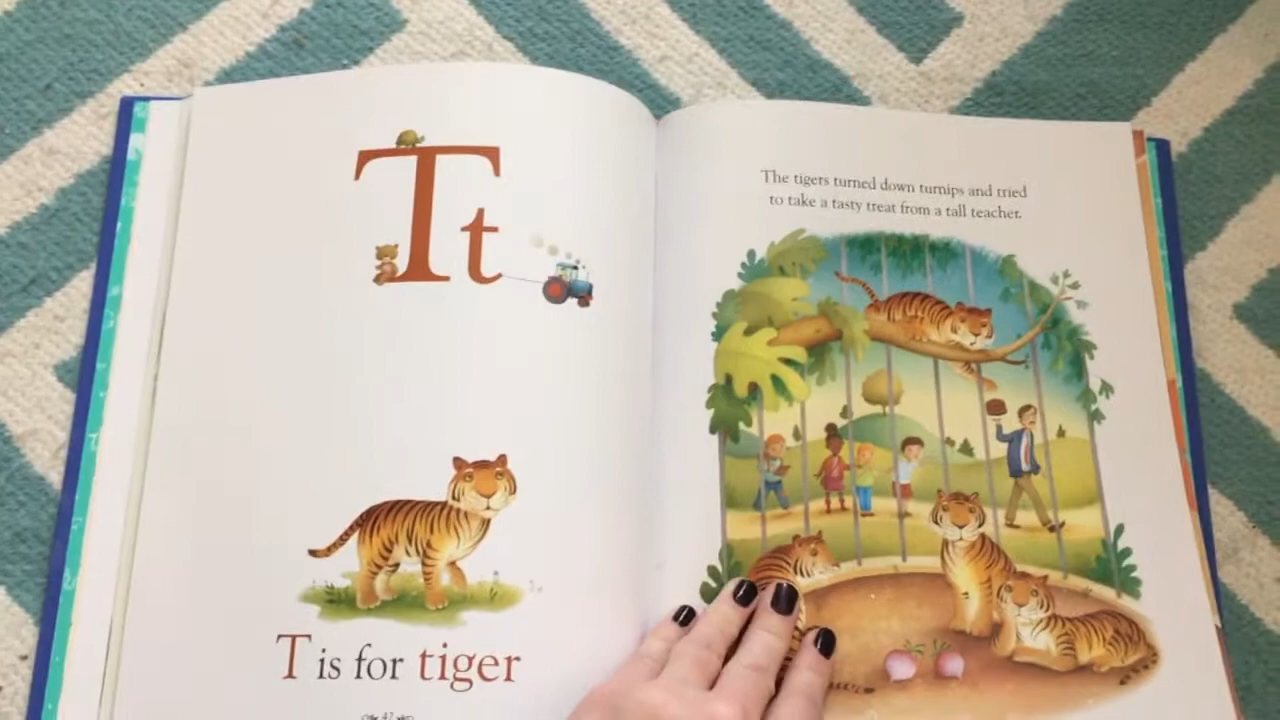 Tt
T is for tiger
The tigers turned down turnips and tried
to take a tasty treat from a tall teacher.